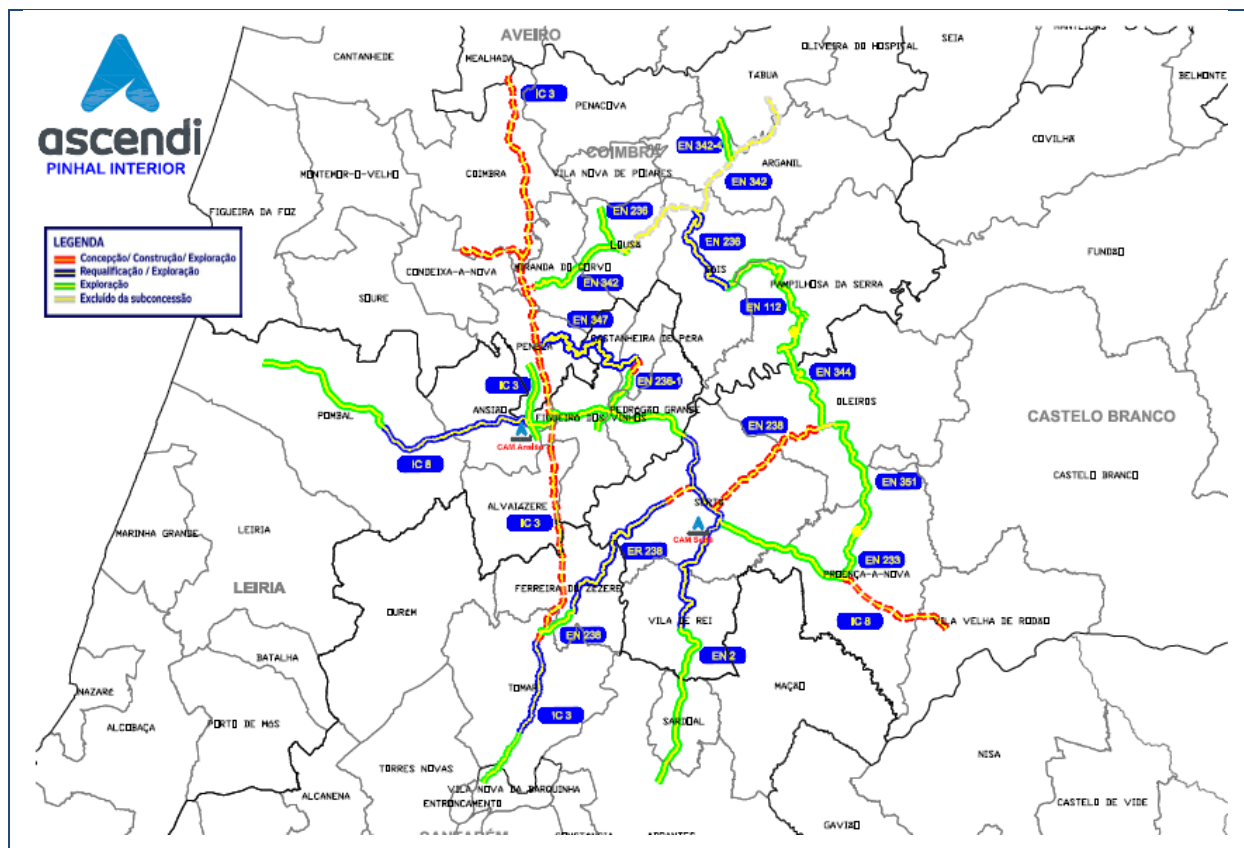 AVEIRO
MANTEIGAS
SEIA
OLIVEIRA DO HOSPITAL
CANTANHEDE
MEALHADA
TABUA
BELMONTE
IC 3
PENACOVA
ascendi
PINHAL INTERIOR
COVILHÃ
EN 342-4
COIMBRA
ARGANIL
MONTEMOR-O-VELHO
COIMBRA
VILA NOVA DE POIARES
EN 342
FIGUEIRA DA FOZ
EN 236
LEGENDA
Concepção/ Construção/ Exploração
Requalificação / Exploração
Exploração
Excluído da subconcessão
LOUSÃ
EN 236
FUNDÃO
CONDEIXA-A-NOVA
MIRANDA DO CORVO
GOIS
EN 342
PAMPILHOSA DA SERRA
SOURE
EN 112
EN 347
PENELA
CASTANHEIRA DE PERA
EN 344
IC 3
EN 236-1
OLEIROS
POMBAL
ANSIÃO
FIGUEIRO DOS VINHOS
PEDROGÃO GRANDE
CASTELO BRANCO
EN 238
CAM Ansião
IC 8
CASTELO BRANCO
EN 351
SERTÃ
ALVAIAZERE
IC 3
CAM Sertã
LEIRIA
MARINHA GRANDE
ER 238
EN 233
PROENÇA-A-NOVA
LEIRIA
FERREIRA DO ZEZERE
OUREM
IC 8
VILA DE REI
VILA VELHA DE RODÃO
EN 238
BATALHA
EN 2
NAZARE
TOMAR
MAÇÃO
ALCOBAÇA
PORTO DE MOS
IC 3
SARDOAL
NISA
TORRES NOVAS
VILA NOVA DA BARQUINHA
ALCANENA
ENTRONCAMENTO
CASTELO DE VIDE
GAVIÃO
SANTARÉM
CONSTANCIA
ABRANTES